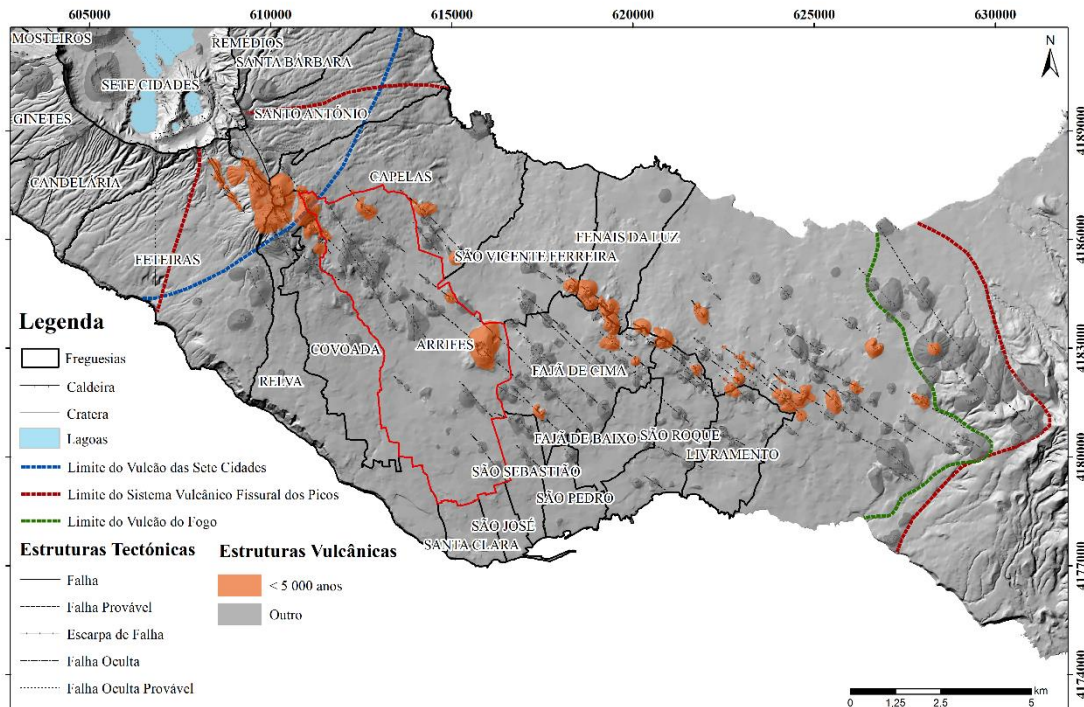 605000 610000 615000 620000 625000 630000
MOSTEIROS
REMÉDIOS
SANTA BÁRBARA
N
SETE CIDADES
SANTO ANTÓNIO
GINETES
4189000
CANDELÁRIA
CAPELAS
FETEIRAS
SÃO VICENTE FERREIRA
FENAIS DA LUZ
4186000
COVOADA
ARRIFES
FAJÃ DE CIMA
4183000
RELVA
FAJÃ DE BAIXO
SÃO ROQUE
LIVRAMENTO
SÃO SEBASTIÃO
4180000
SÃO PEDRO
SÃO JOSÉ
SANTA CLARA
4177000
4174000
Legenda
Freguesias
Caldeira
Cratera
Lagoas
Limite do Vulcão das Sete Cidades
Limite do Sistema Vulcânico Fissural dos Picos
Limite do Vulcão do Fogo
Estruturas Tectónicas
Falha
Falha Provável
Escarpa de Falha
Falha Oculta
Falha Oculta Provável
Estruturas Vulcânicas
< 5 000 anos
Outro
km
0 1.25 2.5 5